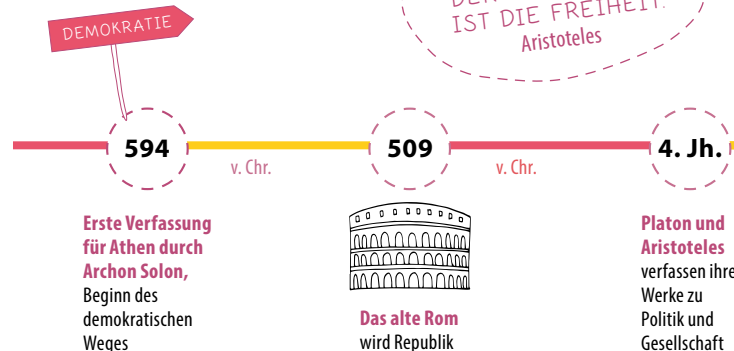 IST DIE FREIHEIT.
Aristoteles
DEMOKRATIE
594
v. Chr.
509
v. Chr.
4. Jh.
Erste Verfassung
für Athen durch
Archon Solon,
Beginn des
demokratischen
Weges
Das alte Rom
wird Republik
Platon und
Aristoteles
verfassen ihre
Werke zu
Politik und
Gesellschaft